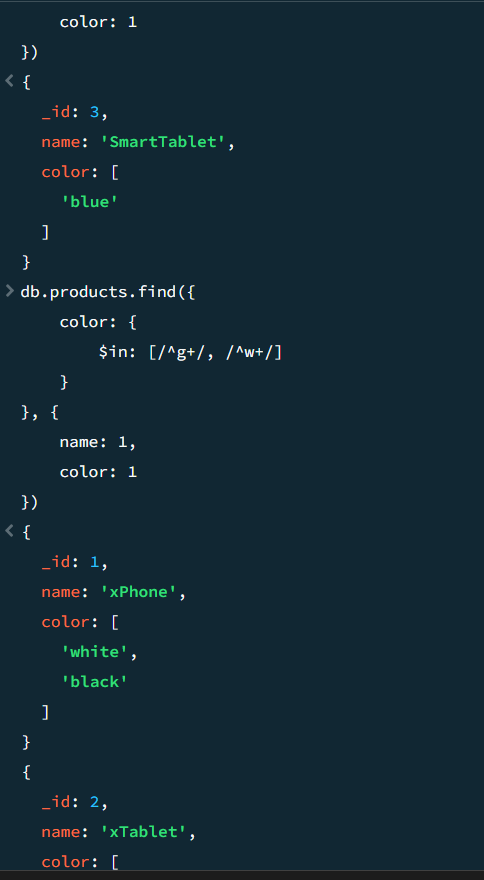 color: 1
})
{
_id: 3,
name: 'SmartTablet',
color: [
'blue'
]
}
db.products.find({
color: {
$in: [/^g+/, /^w+/]
}
}, {
name: 1,
color: 1
})
{
_id: 1,
name: 'xPhone',
color: [
'white',
'black'
]
}
{
_id: 2,
name: 'xTablet',
color: [